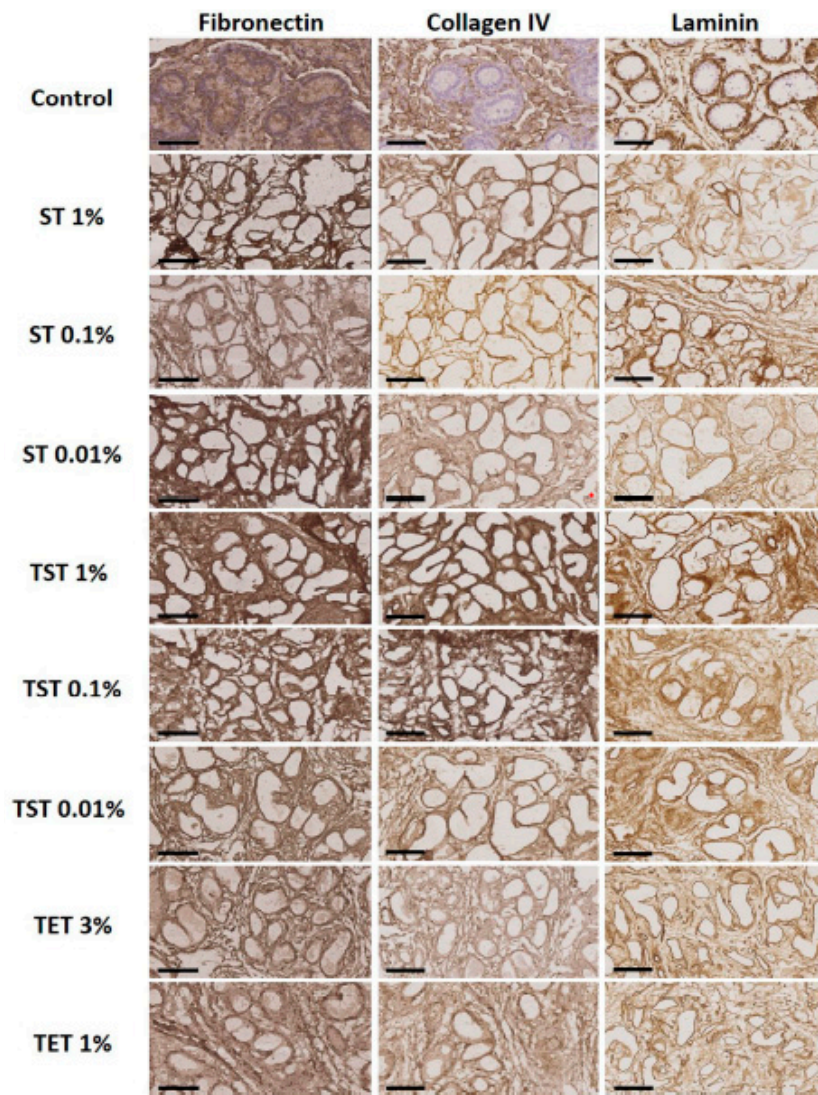 Fibronectin Collagen IV Laminin
Control
ST 1%
ST 0.1%
ST 0.01%
TST 1%
TST 0.1%
TST 0.01%
TET 3%
TET 1%